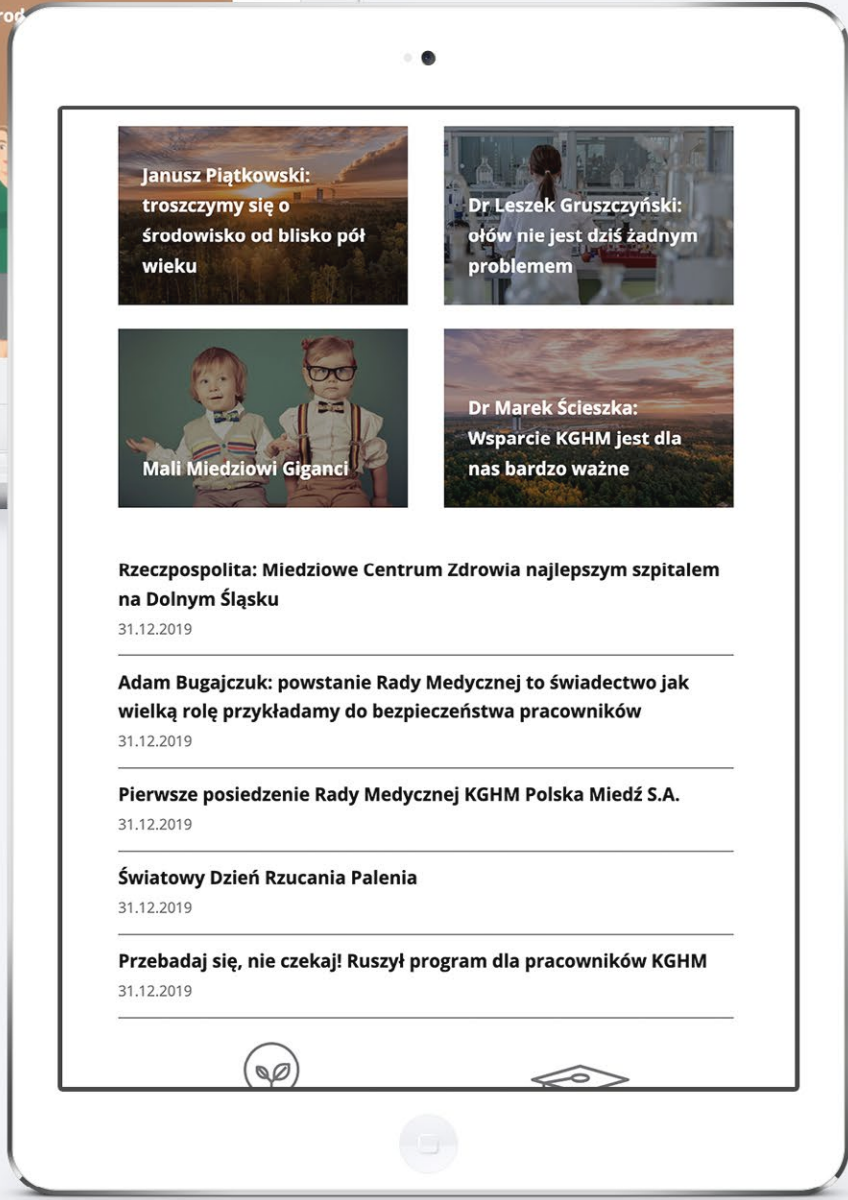 rod
Janusz Piątkowski:
troszczymy się o
środowisko od blisko pół
wieku
Dr Leszek Gruszczyński:
ołów nie jest dziś żadnym
problemem
Mali Miedziowi Giganci
Dr Marek Ścieszka:
Wsparcie KGHM jest dla
nas bardzo ważne
Rzeczpospolita: Miedziowe Centrum Zdrowia najlepszym szpitalem
na Dolnym Śląsku
31.12.2019
Adam Bugajczuk: powstanie Rady Medycznej to świadectwo jak
wielką rolę przykładamy do bezpieczeństwa pracowników
31.12.2019
Pierwsze posiedzenie Rady Medycznej KGHM Polska Miedź S.A.
31.12.2019
Światowy Dzień Rzucania Palenia
31.12.2019
Przebadaj się, nie czekaj! Ruszył program dla pracowników KGHM
31.12.2019